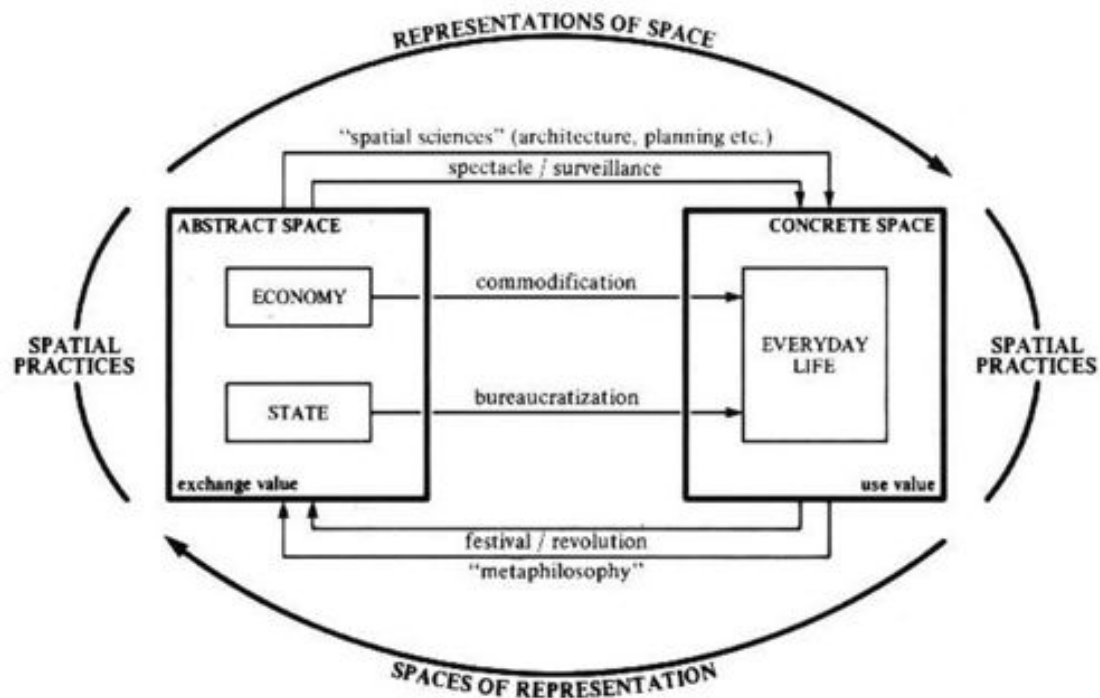 REPRESENTATIONS OF SPACE
"spatial sciences" (architecture, planning etc.)
spectacle / surveillance
ABSTRACT SPACE
CONCRETE SPACE
ECONOMY
commodification
EVERYDAY
LIFE
SPATIAL
PRACTICES
SPATIAL
PRACTICES
STATE
bureaucratization
exchange value
use value
festival / revolution
"metaphilosophy"
SPACES OF REPRESENTATION